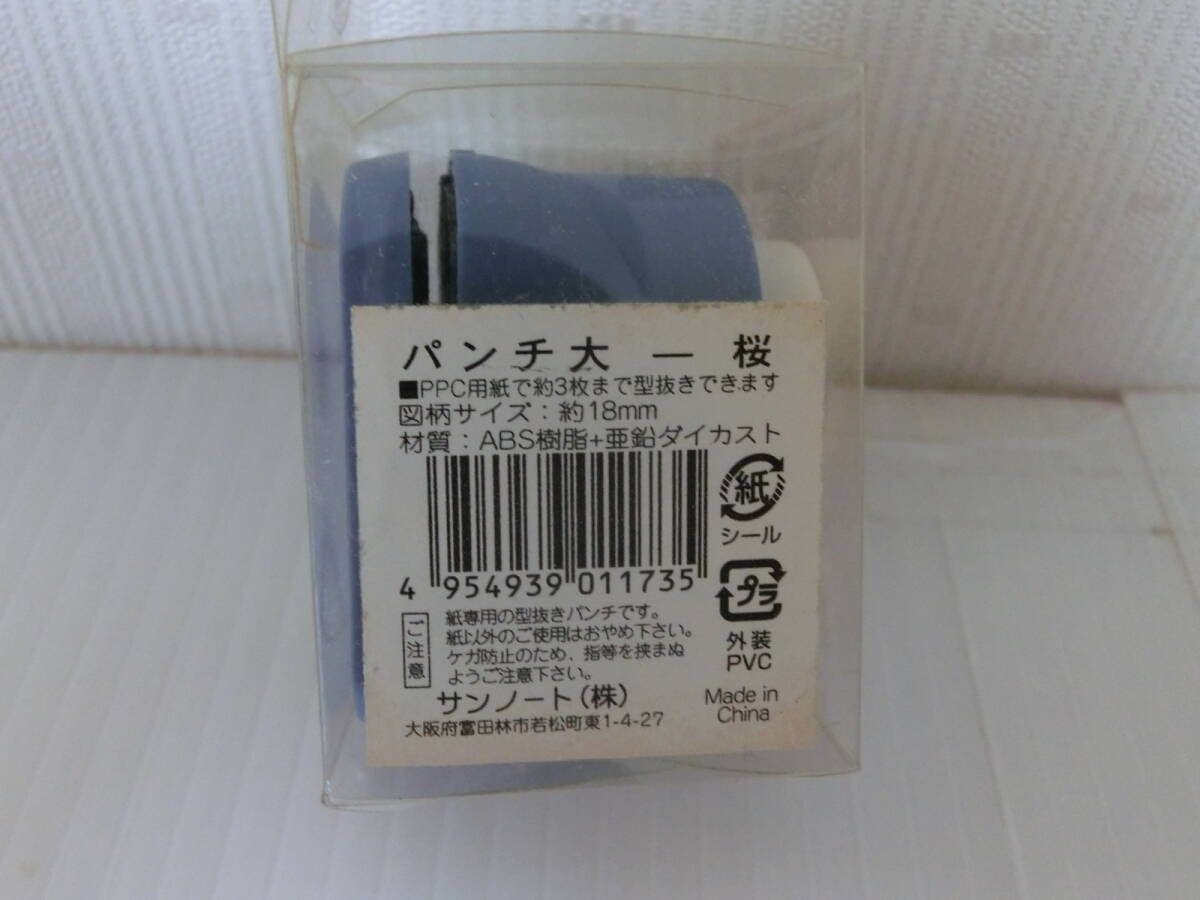 パンチ大 ― 桜
■PPC用紙で約3枚まで型抜きできます
図柄サイズ：約18mm
材質：ABS樹脂+亜鉛ダイカスト
紙
シール
4 954939 011735
プラ
外装
PVC
ご注意
紙専用の型抜きパンチです。
紙以外のご使用はおやめ下さい。
ケガ防止のため、指等を挟まぬ
ようご注意下さい。
サンノート(株)
大阪府富田林市若松町東1-4-27
Made in
China